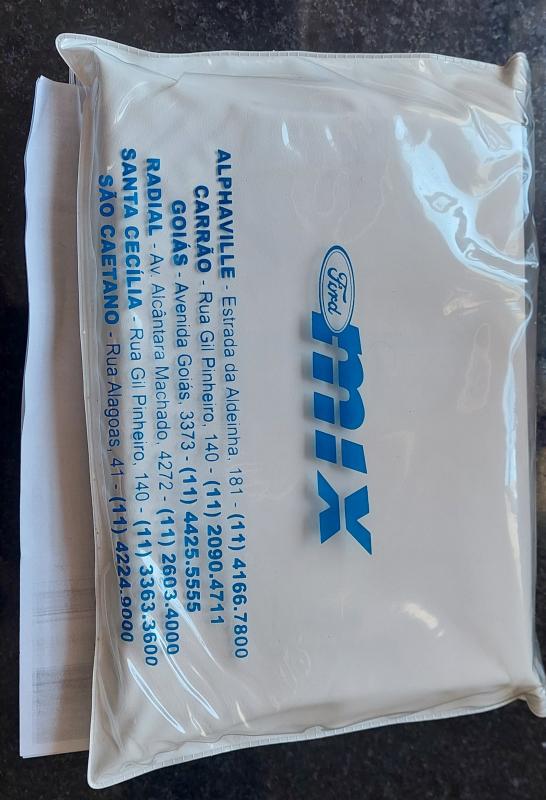 Ford
mix
ALPHAVILLE - Estrada da Aldeinha, 181 - (11) 4166.7800
CARRÃO - Rua Gil Pinheiro, 140 - (11) 2090.4711
GOIÁS - Avenida Goiás, 3373 - (11) 4425.5555
RADIAL - Av. Alcântara Machado, 4272 - (11) 2603.4000
SANTA CECÍLIA - Rua Gil Pinheiro, 140 - (11) 3363.3600
SÃO CAETANO - Rua Alagoas, 41 - (11) 4224.9000